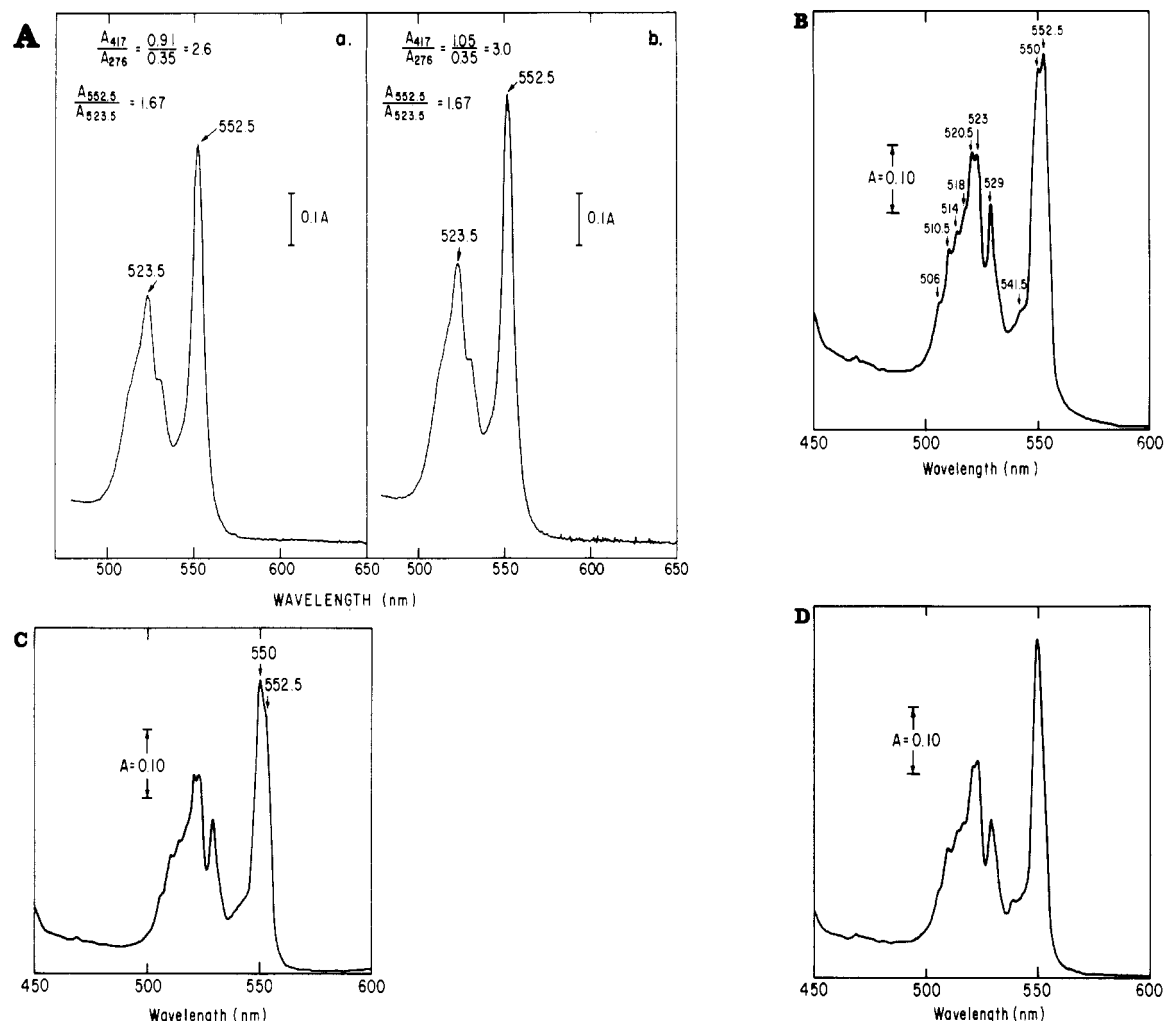 A
A417/A276 = 0.91/0.35 = 2.6
a.
A552.5/A523.5 = 1.67
552.5
523.5
0.1A
500 550 600 650
A417/A276 = 1.05/0.35 = 3.0
b.
A552.5/A523.5 = 1.67
552.5
523.5
0.1A
500 550 600 650
WAVELENGTH (nm)
B
552.5
550
520.5
523
A=0.10
518
529
514
510.5
506
541.5
450 500 550 600
Wavelength (nm)
C
550
552.5
A=0.10
450 500 550 600
Wavelength (nm)
D
A=0.10
450 500 550 600
Wavelength (nm)